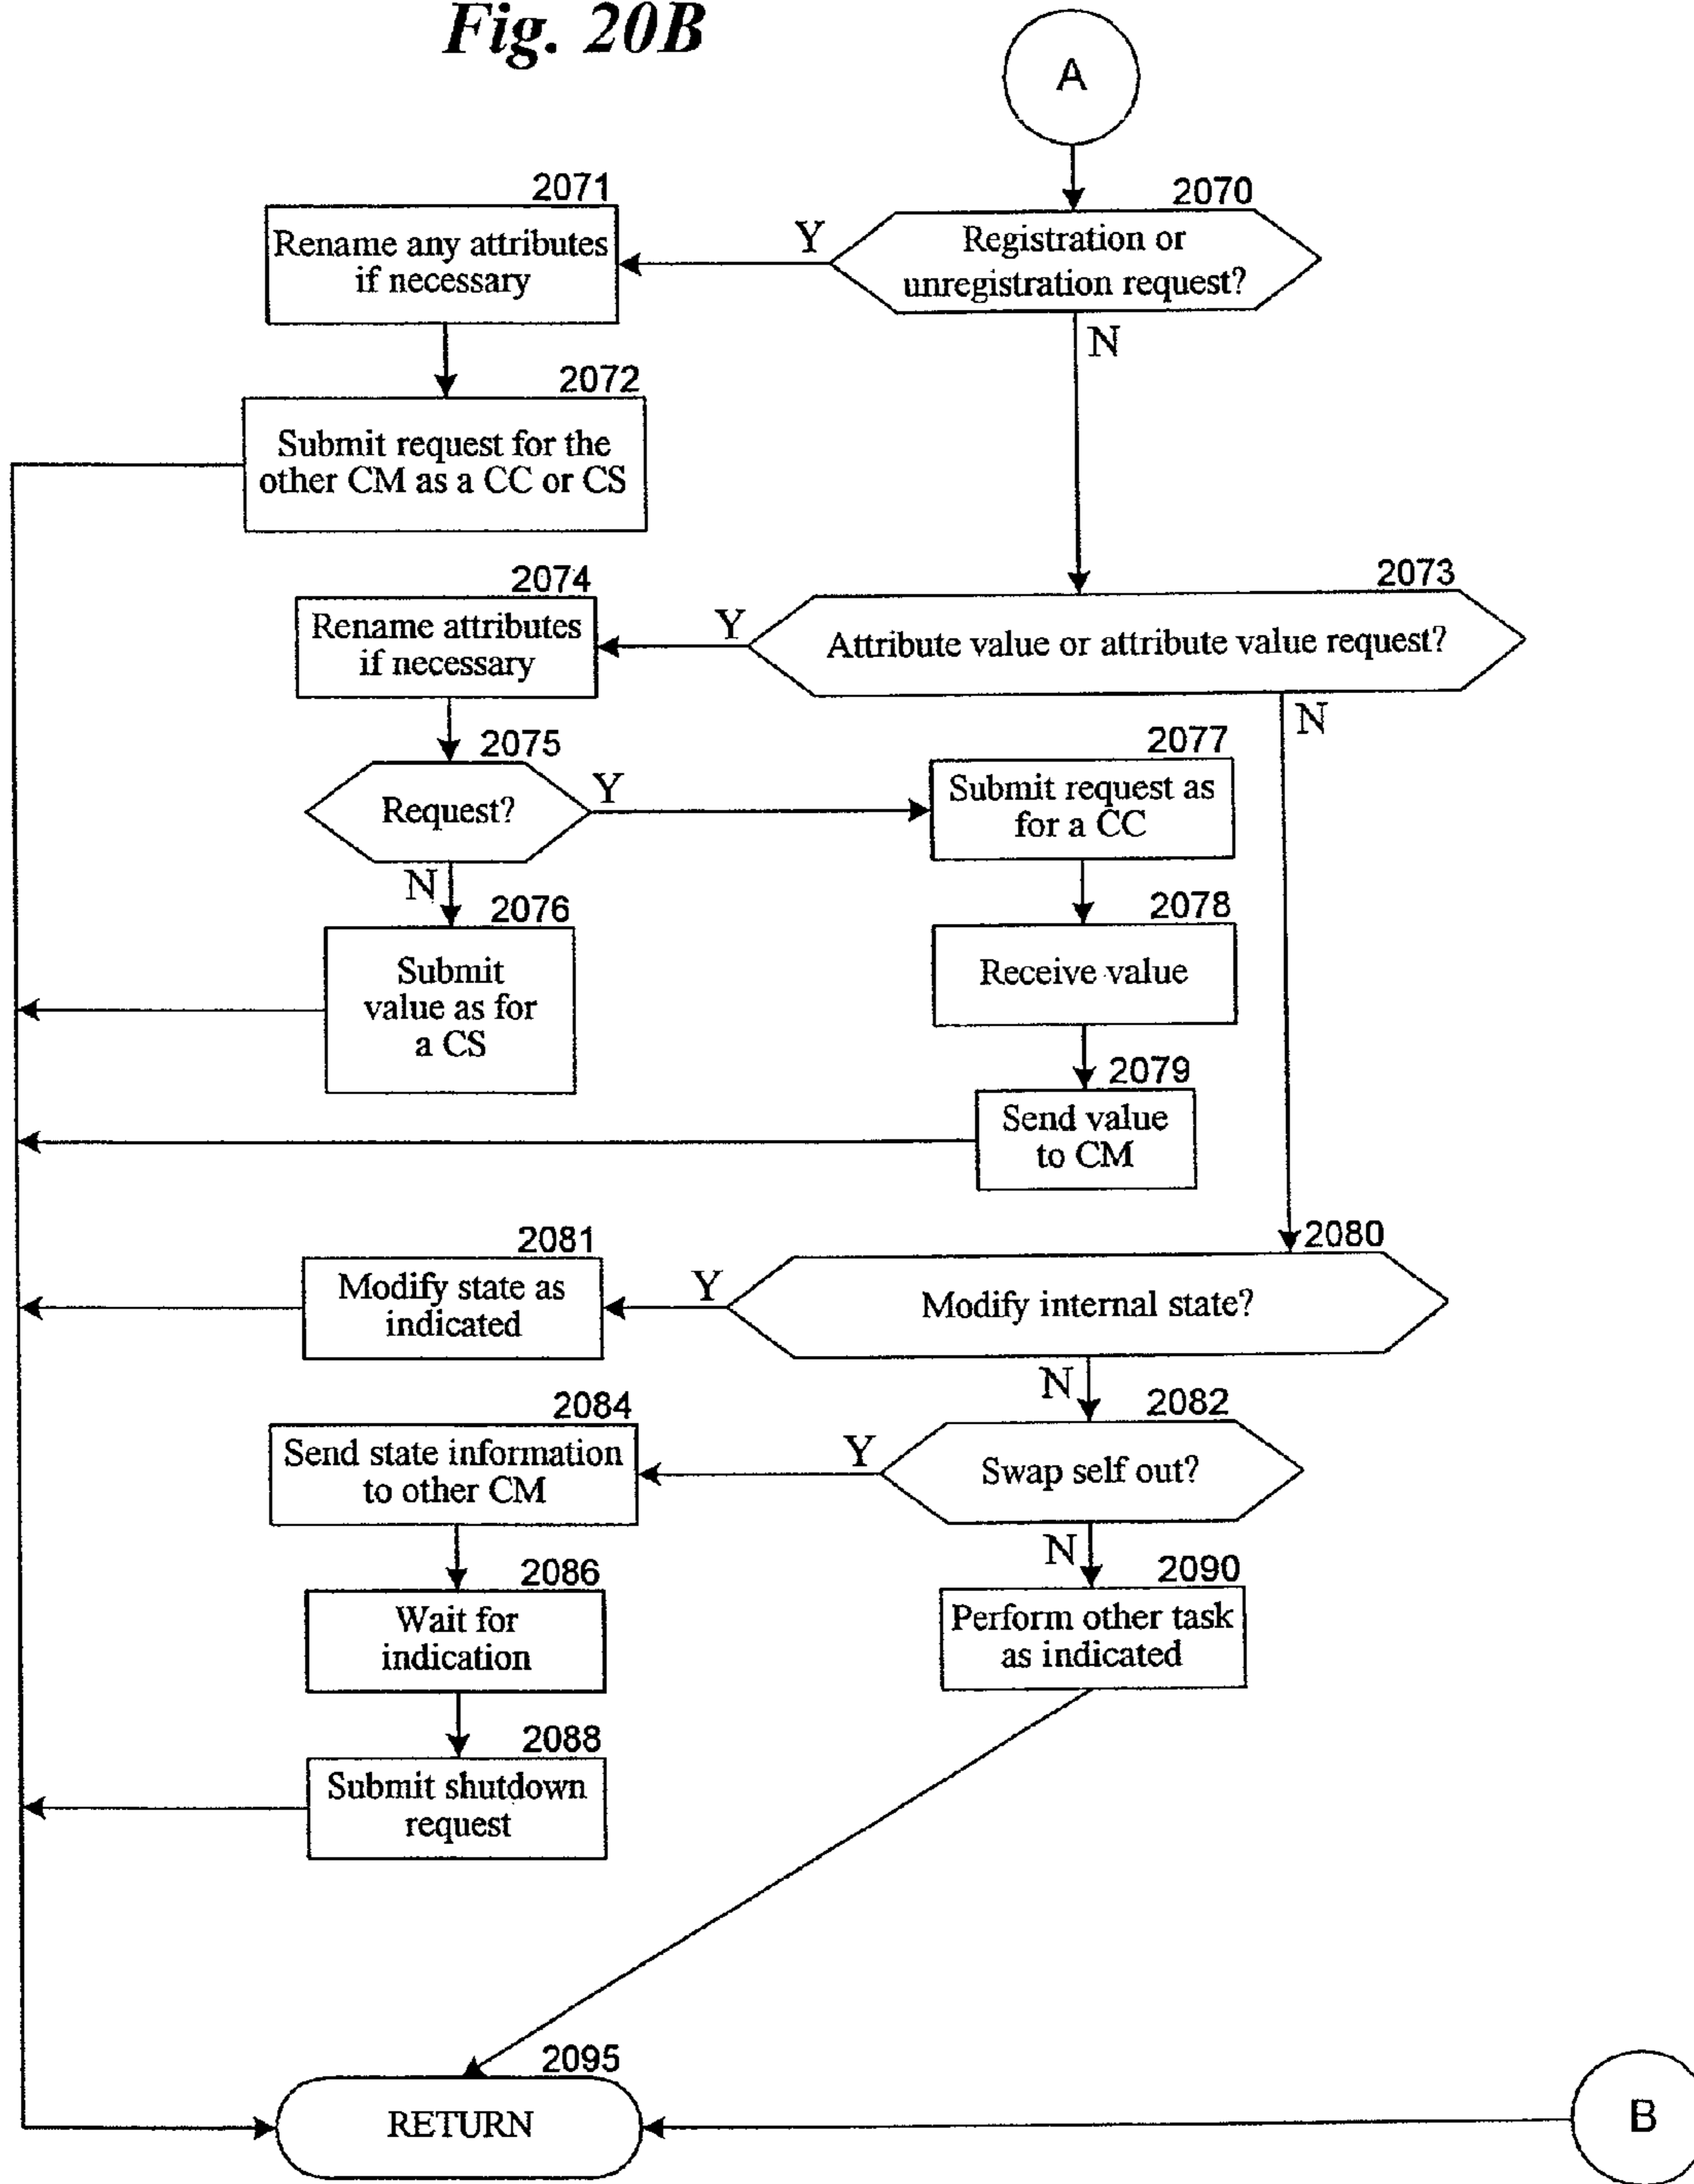 Fig. 20B
A
2070
Registration or
unregistration request?
Y
N
2071
Rename any attributes
if necessary
2072
Submit request for the
other CM as a CC or CS
2073
Attribute value or attribute value request?
Y
N
2074
Rename attributes
if necessary
2075
Request?
Y
N
2076
Submit
value as for
a CS
2077
Submit request as
for a CC
2078
Receive value
2079
Send value
to CM
2080
Modify internal state?
Y
N
2081
Modify state as
indicated
2082
Swap self out?
Y
N
2084
Send state information
to other CM
2086
Wait for
indication
2088
Submit shutdown
request
2090
Perform other task
as indicated
2095
RETURN
B